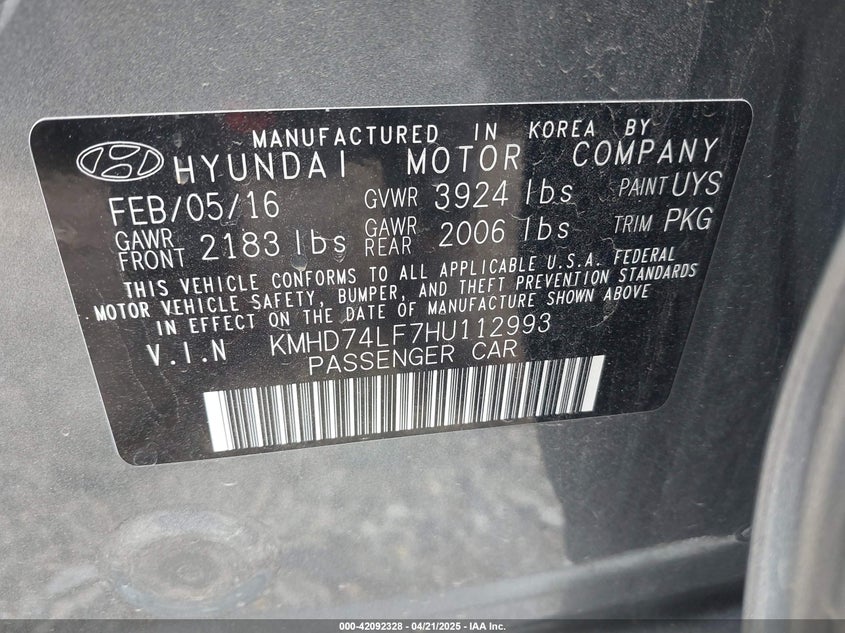 MANUFACTURED IN KOREA BY
HYUNDAI MOTOR COMPANY
FEB/05/16 GVWR 3924 lbs PAINT UYS
GAWR FRONT 2183 lbs GAWR REAR 2006 lbs TRIM PKG
THIS VEHICLE CONFORMS TO ALL APPLICABLE U.S.A. FEDERAL
MOTOR VEHICLE SAFETY, BUMPER, AND THEFT PREVENTION STANDARDS
IN EFFECT ON THE DATE OF MANUFACTURE SHOWN ABOVE
V.I.N KMHD74LF7HU112993
PASSENGER CAR
000-42092328 - 04/21/2025 - IAA Inc.